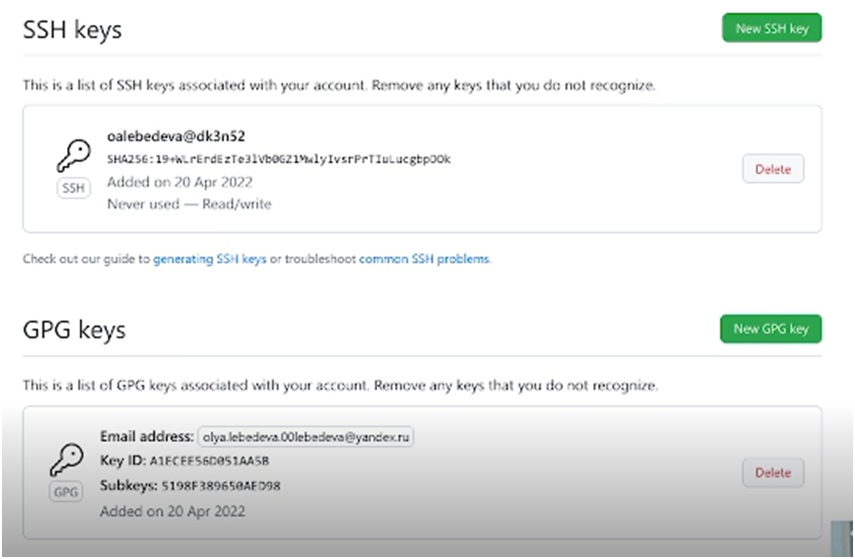 SSH keys
New SSH key
This is a list of SSH keys associated with your account. Remove any keys that you do not recognize.
oalebedeva@dk3n52
SHA256:19+WLrErdEzTe3lVb0GZ1MwlyIvsrPrTIuLucgbpOOk
SSH
Added on 20 Apr 2022
Never used — Read/write
Delete
Check out our guide to generating SSH keys or troubleshoot common SSH problems.
GPG keys
New GPG key
This is a list of GPG keys associated with your account. Remove any keys that you do not recognize.
Email address: olya.lebedeva.00lebedeva@yandex.ru
Key ID: A1ECEE56D051AA5B
Subkeys: 5198F389650AED98
GPG
Added on 20 Apr 2022
Delete